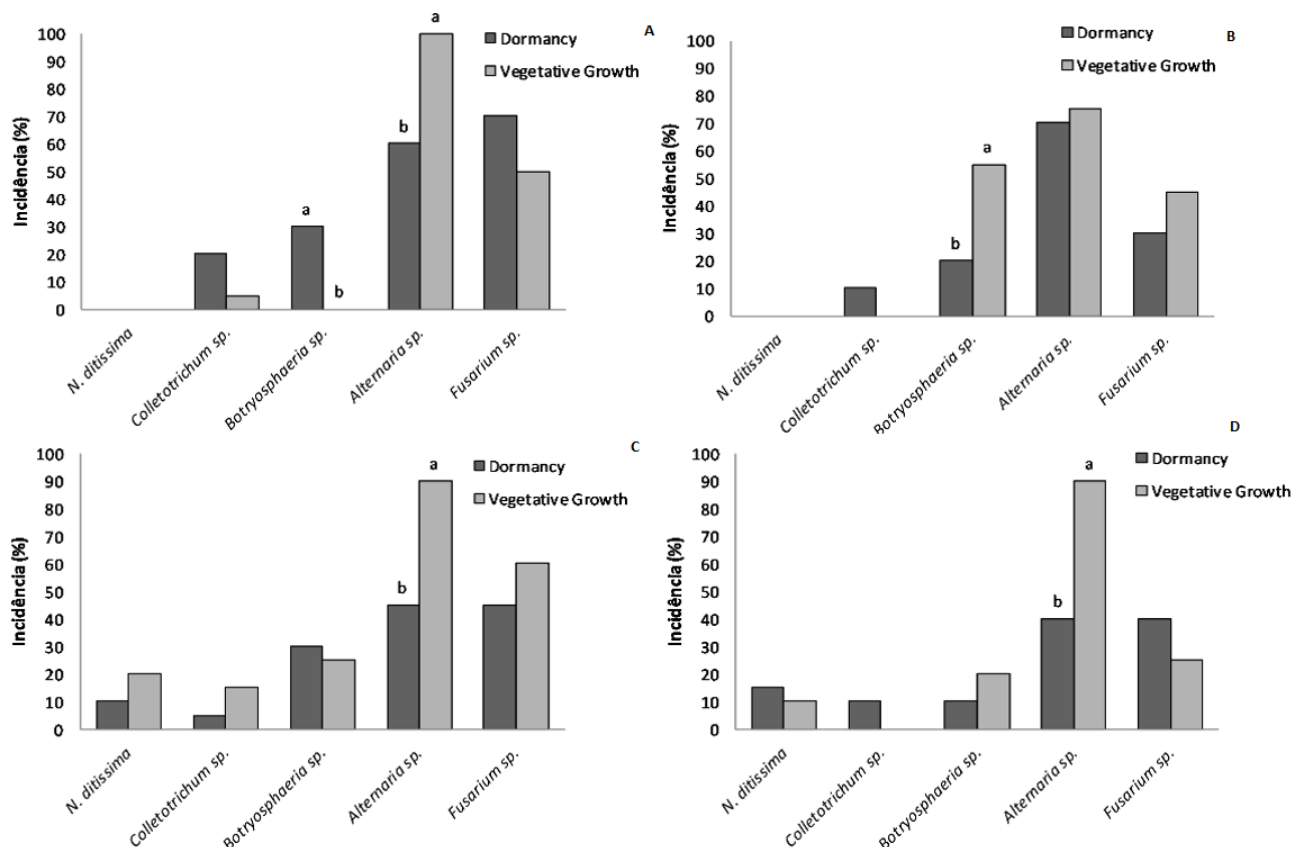 A
Dormancy
Vegetative Growth
Incidência (%)
100
90
80
70
60
50
40
30
20
10
0
a
b
b
a
N. ditissima
Colletotrichum sp.
Botryosphaeria sp.
Alternaria sp.
Fusarium sp.
B
Dormancy
Vegetative Growth
Incidência (%)
100
90
80
70
60
50
40
30
20
10
0
b
a
N. ditissima
Colletotrichum sp.
Botryosphaeria sp.
Alternaria sp.
Fusarium sp.
C
Dormancy
Vegetative Growth
Incidência (%)
100
90
80
70
60
50
40
30
20
10
0
b
a
N. ditissima
Colletotrichum sp.
Botryosphaeria sp.
Alternaria sp.
Fusarium sp.
D
Dormancy
Vegetative Growth
Incidência (%)
100
90
80
70
60
50
40
30
20
10
0
b
a
N. ditissima
Colletotrichum sp.
Botryosphaeria sp.
Alternaria sp.
Fusarium sp.